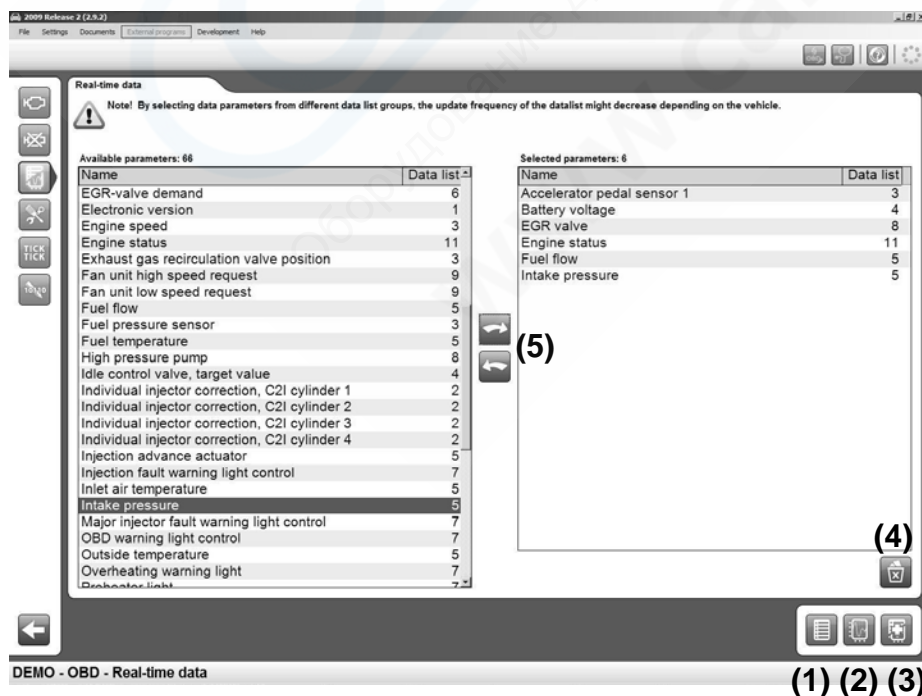 2009 Release 2 (2.9.2)
File Settings Documents External programs Development Help
Real-time data
Note! By selecting data parameters from different data list groups, the update frequency of the datalist might decrease depending on the vehicle.
Available parameters: 66
Name Data list
EGR-valve demand 6
Electronic version 1
Engine speed 3
Engine status 11
Exhaust gas recirculation valve position 3
Fan unit high speed request 9
Fan unit low speed request 9
Fuel flow 5
Fuel pressure sensor 3
Fuel temperature 5
High pressure pump 8
Idle control valve, target value 4
Individual injector correction, C2I cylinder 1 2
Individual injector correction, C2I cylinder 2 2
Individual injector correction, C2I cylinder 3 2
Individual injector correction, C2I cylinder 4 2
Injection advance actuator 5
Injection fault warning light control 7
Inlet air temperature 5
Intake pressure 5
Major injector fault warning light control 7
OBD warning light control 7
Outside temperature 5
Overheating warning light 7
Preheater light 7
Selected parameters: 6
Name Data list
Accelerator pedal sensor 1 3
Battery voltage 4
EGR valve 8
Engine status 11
Fuel flow 5
Intake pressure 5
(5)
(4)
TICK
TICK
DEMO - OBD - Real-time data
(1) (2) (3)